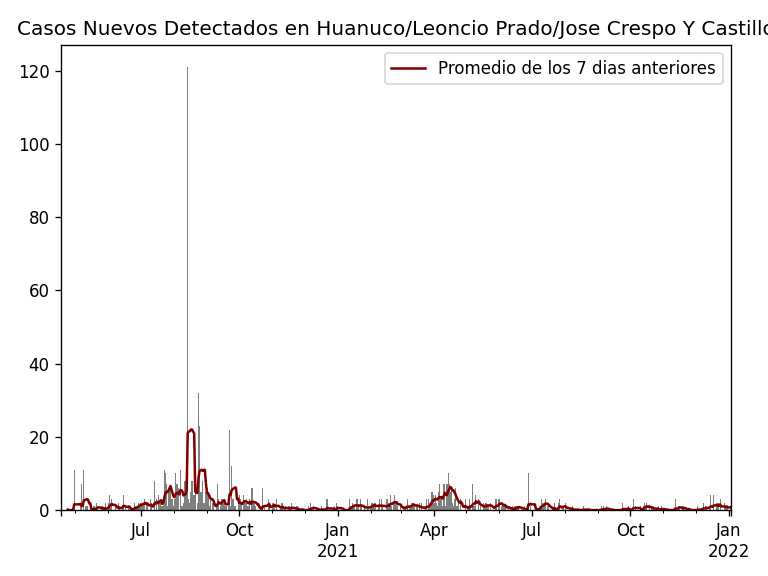 Casos Nuevos Detectados en Huanuco/Leoncio Prado/Jose Crespo Y Castillo
Promedio de los 7 dias anteriores
120
100
80
60
40
20
0
Jul Oct Jan Apr Jul Oct Jan
2021 2022